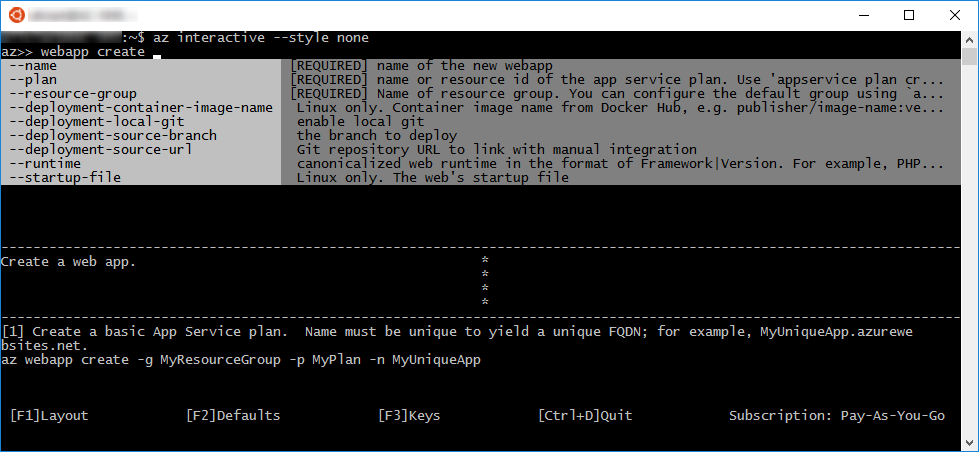 :~$ az interactive --style none
az>> webapp create
--name [REQUIRED] name of the new webapp
--plan [REQUIRED] name or resource id of the app service plan. Use 'appservice plan cr...
--resource-group [REQUIRED] Name of resource group. You can configure the default group using `a...
--deployment-container-image-name Linux only. Container image name from Docker Hub, e.g. publisher/image-name:ve...
--deployment-local-git enable local git
--deployment-source-branch the branch to deploy
--deployment-source-url Git repository URL to link with manual integration
--runtime canonicalized web runtime in the format of Framework|Version. For example, PHP...
--startup-file Linux only. The web's startup file
Create a web app. *
*
*
*
[1] Create a basic App Service plan.  Name must be unique to yield a unique FQDN; for example, MyUniqueApp.azurewe
bsites.net.
az webapp create -g MyResourceGroup -p MyPlan -n MyUniqueApp
[F1]Layout [F2]Defaults [F3]Keys [Ctrl+D]Quit Subscription: Pay-As-You-Go